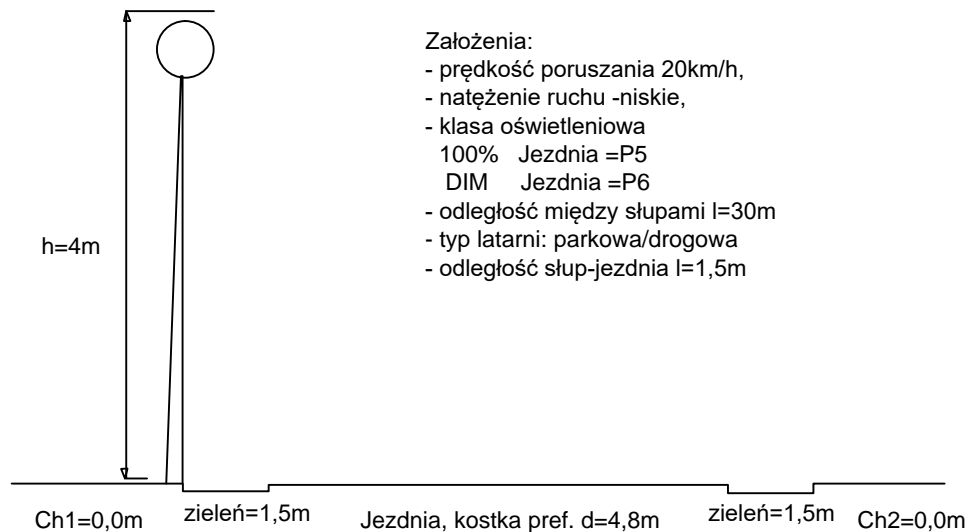 Założenia:
- prędkość poruszania 20km/h,
- natężenie ruchu -niskie,
- klasa oświetleniowa
100% Jezdnia =P5
DIM Jezdnia =P6
- odległość między słupami l=30m
- typ latarni: parkowa/drogowa
- odległość słup-jezdnia l=1,5m
h=4m
Ch1=0,0m zieleń=1,5m Jezdnia, kostka pref. d=4,8m zieleń=1,5m Ch2=0,0m